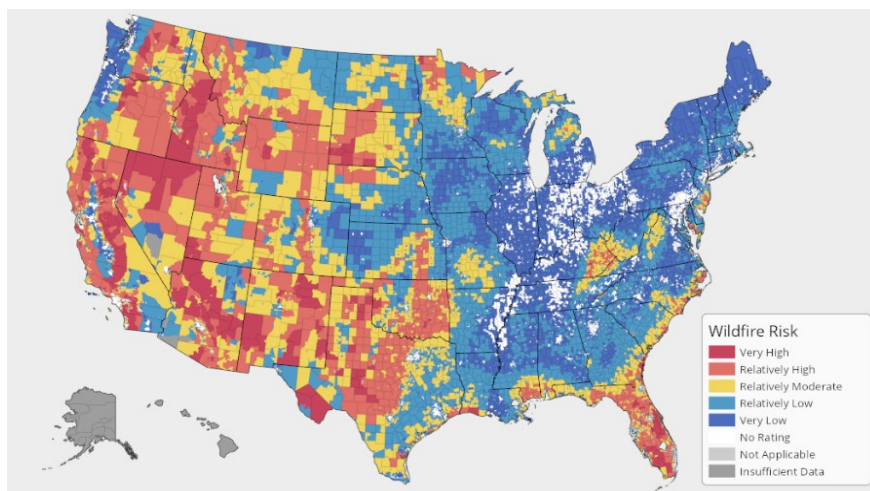 Wildfire Risk
Very High
Relatively High
Relatively Moderate
Relatively Low
Very Low
No Rating
Not Applicable
Insufficient Data